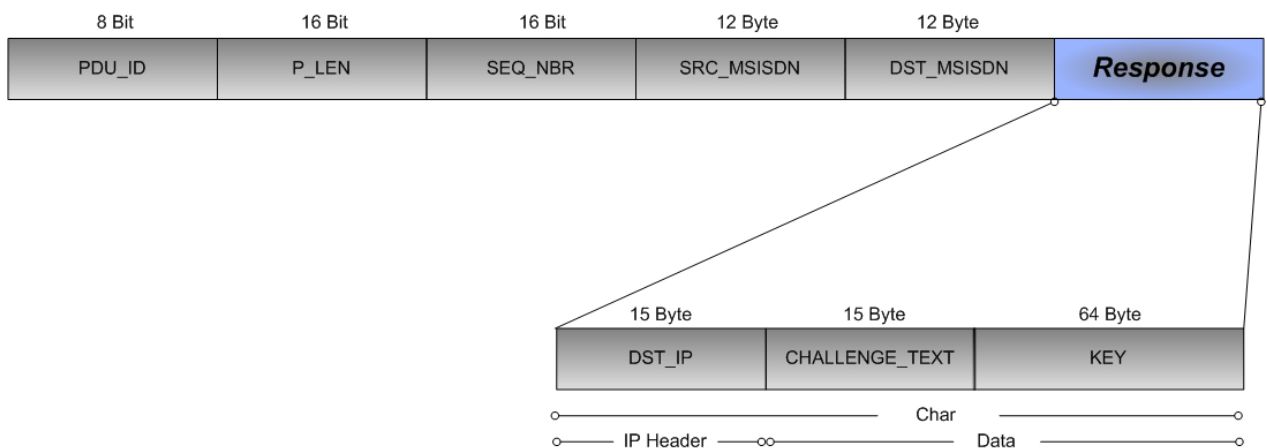 8 Bit 16 Bit 16 Bit 12 Byte 12 Byte
PDU_ID P_LEN SEQ_NBR SRC_MSISDN DST_MSISDN Response
15 Byte 15 Byte 64 Byte
DST_IP CHALLENGE_TEXT KEY
Char
IP Header Data